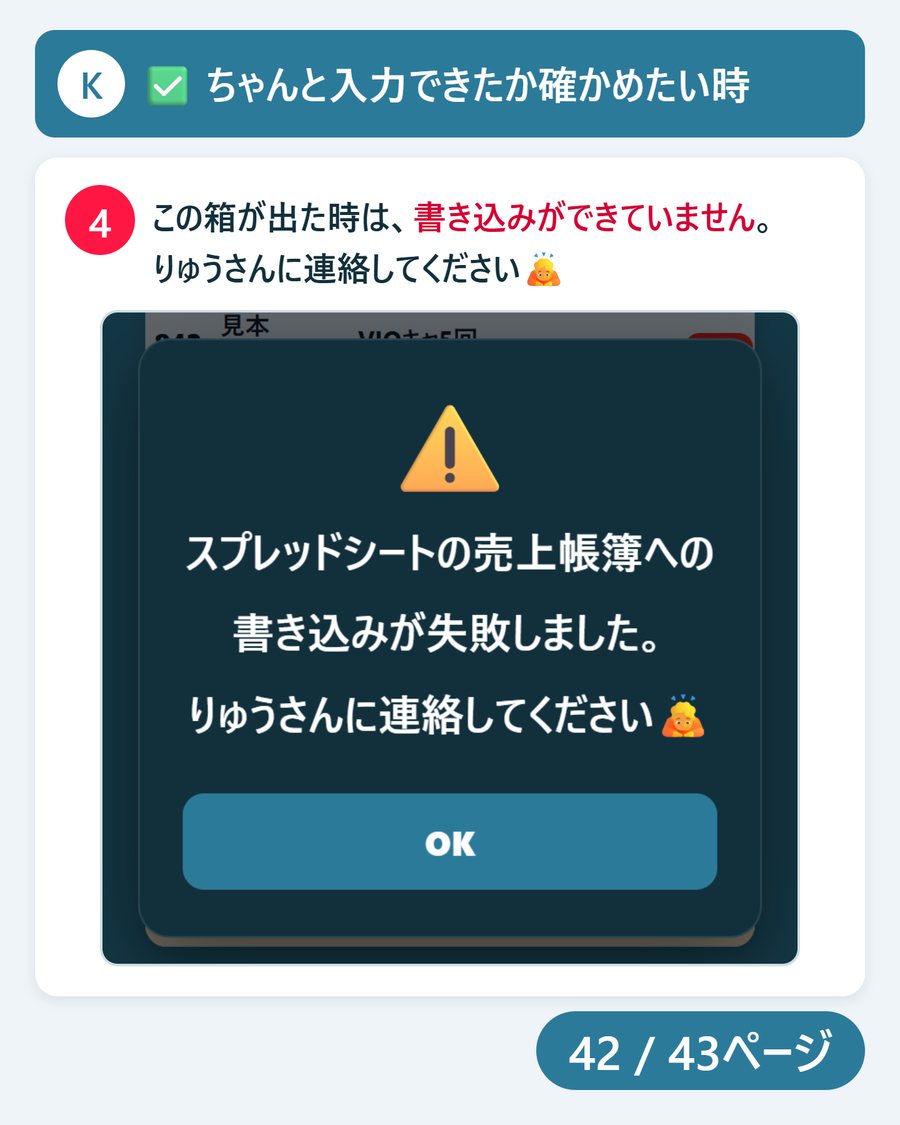 K ✅ ちゃんと入力できたか確かめたい時
4 この箱が出た時は、書き込みができていません。
りゅうさんに連絡してください🙇
見本
⚠️
スプレッドシートの売上帳簿への
書き込みが失敗しました。
りゅうさんに連絡してください🙇
OK
42 / 43ページ